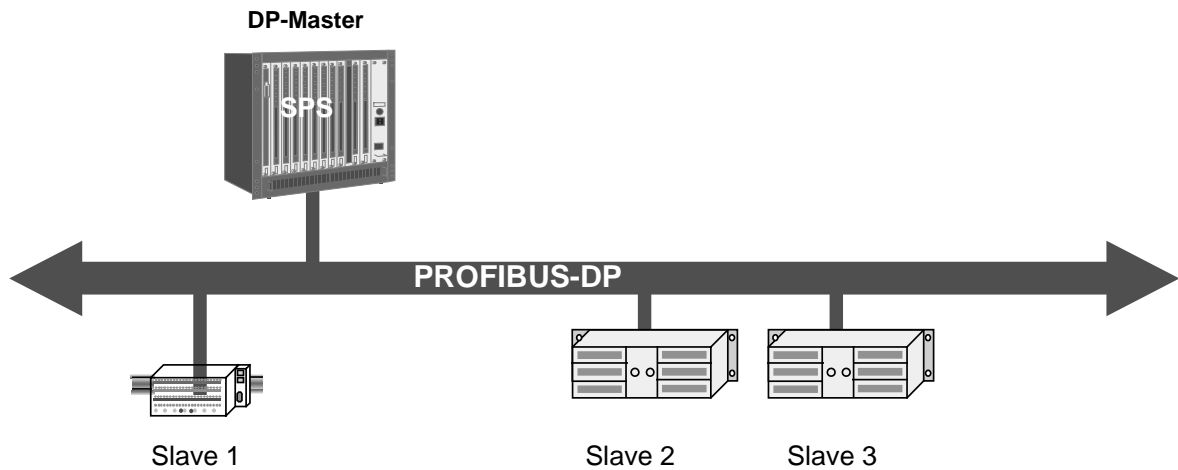 DP-Master
SPS
PROFIBUS-DP
Slave 1
Slave 2
Slave 3